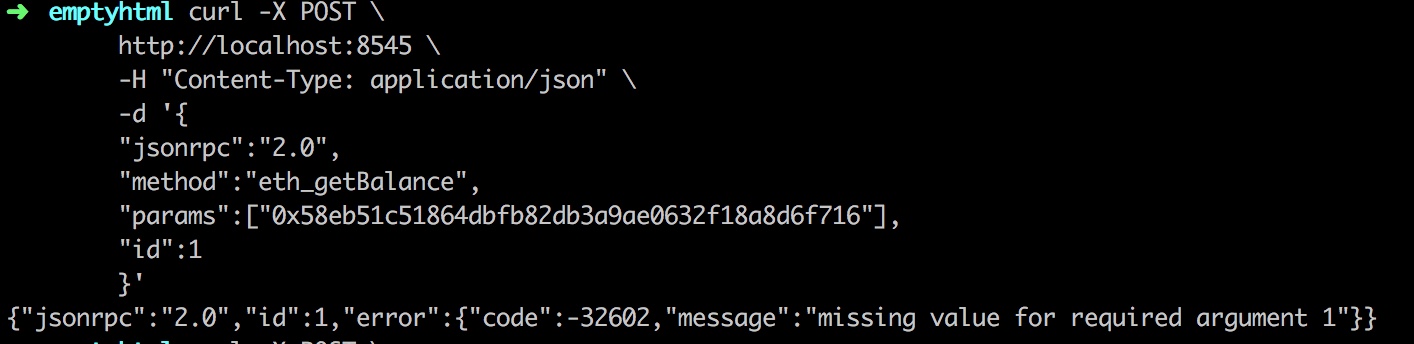 ➜ emptyhtml curl -X POST \
http://localhost:8545 \
-H "Content-Type: application/json" \
-d '{
"jsonrpc":"2.0",
"method":"eth_getBalance",
"params":["0x58eb51c51864dbfb82db3a9ae0632f18a8d6f716"],
"id":1
}'
{"jsonrpc":"2.0","id":1,"error":{"code":-32602,"message":"missing value for required argument 1"}}